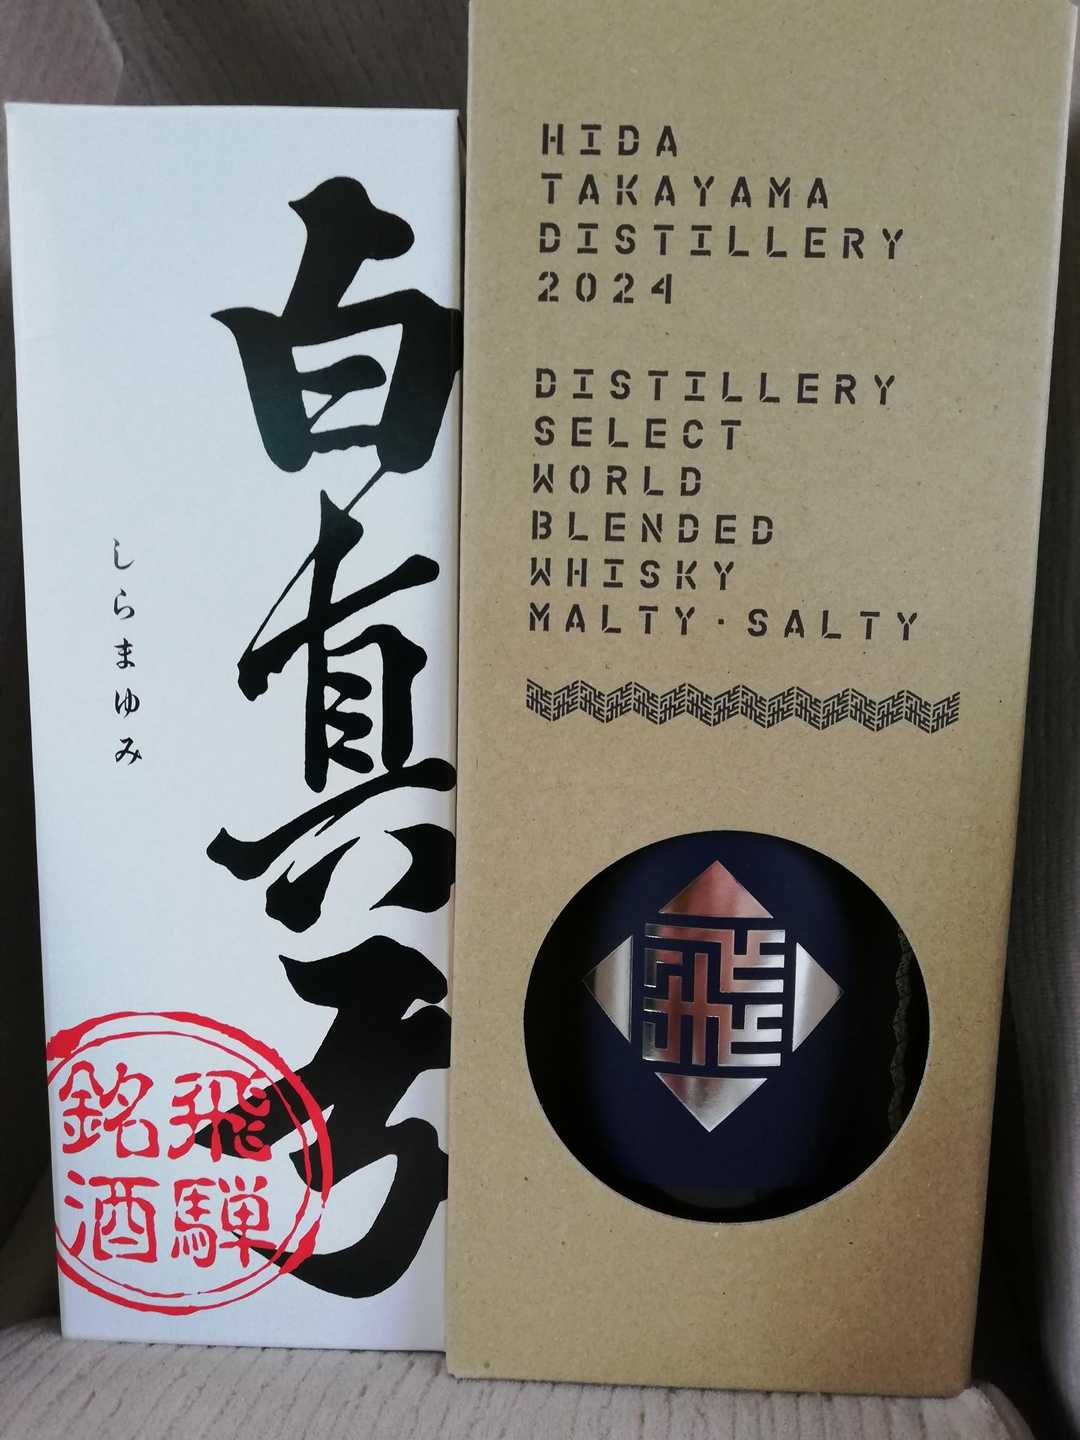 白真弓
しらまゆみ
飛騨
銘酒
HIDA
TAKAYAMA
DISTILLERY
2024
DISTILLERY
SELECT
WORLD
BLENDED
WHISKY
MALTY・SALTY
飛